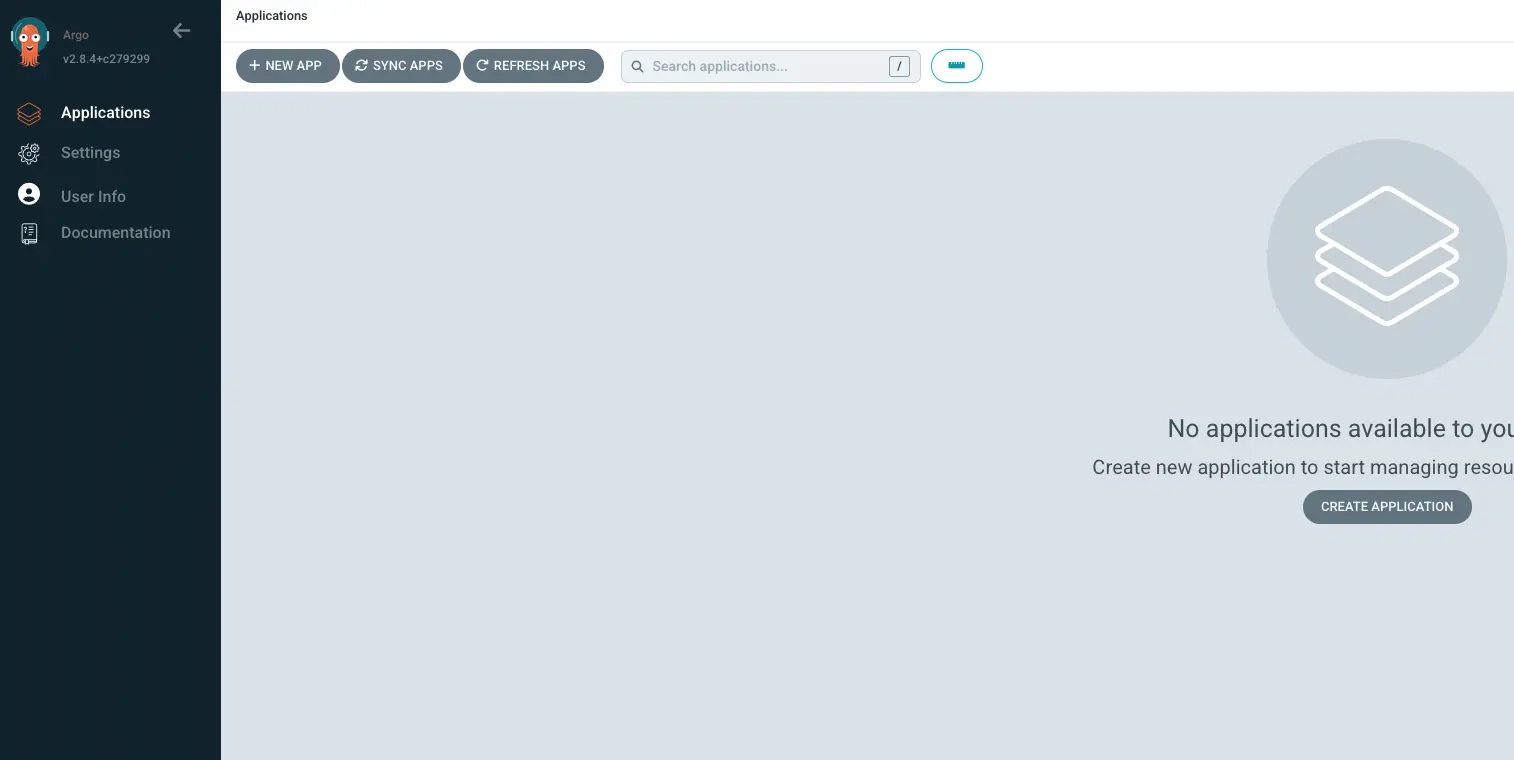 Argo
v2.8.4+c279299
Applications
Settings
User Info
Documentation
Applications
NEW APP
SYNC APPS
REFRESH APPS
Search applications...
/
No applications available to you
Create new application to start managing resou
CREATE APPLICATION